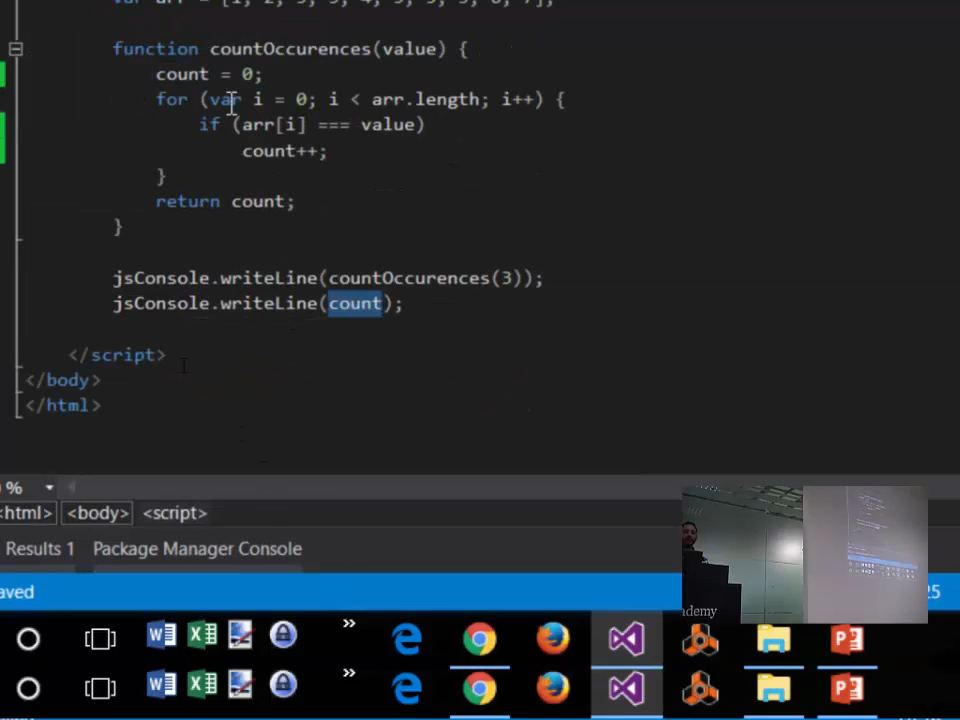 function countOccurences(value) {
count = 0;
for (var i = 0; i < arr.length; i++) {
if (arr[i] === value)
count++;
}
return count;
}
jsConsole.writeLine(countOccurences(3));
jsConsole.writeLine(count);
</script>
</body>
</html>
%
<html> <body> <script>
Results 1 Package Manager Console
aved
25
ademy